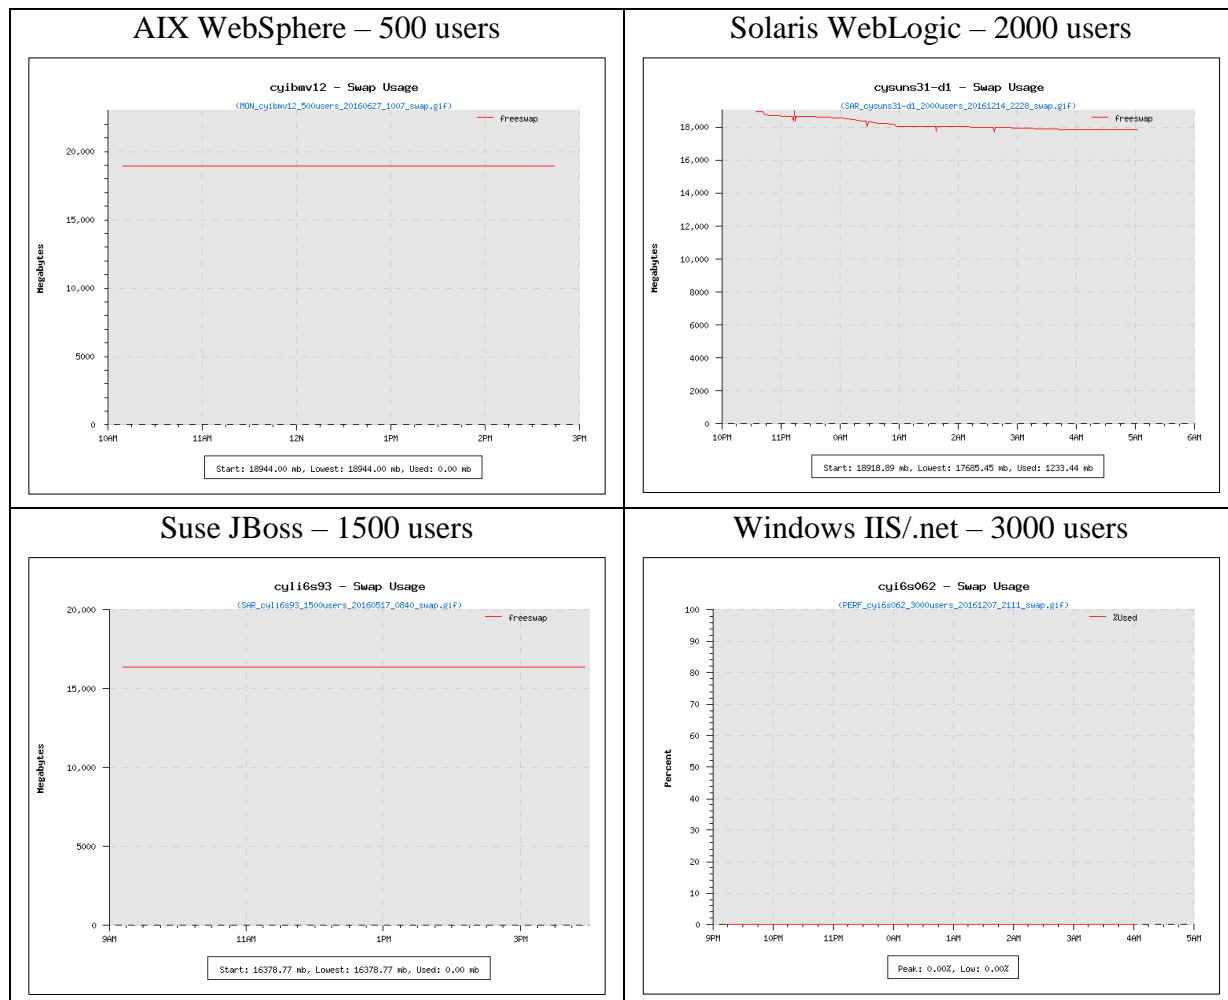 AIX WebSphere – 500 users
cyibmv12 - Swap Usage
(MON_cyibmv12_500users_20160627_1007_swap.gif)
freeswap
20,000
15,000
10,000
5000
0
Megabytes
10AM 11AM 12N 1PM 2PM 3PM
Start: 18944.00 mb, Lowest: 18944.00 mb, Used: 0.00 mb
Solaris WebLogic – 2000 users
cysuns31-d1 - Swap Usage
(SAR_cysuns31-d1_2000users_20161214_2228_swap.gif)
freeswap
18,000
16,000
14,000
12,000
10,000
8000
6000
4000
2000
0
Megabytes
10PM 11PM 0AM 1AM 2AM 3AM 4AM 5AM 6AM
Start: 18918.89 mb, Lowest: 17685.45 mb, Used: 1233.44 mb
Suse JBoss – 1500 users
cyli6s93 - Swap Usage
(SAR_cyli6s93_1500users_20160517_0840_swap.gif)
freeswap
20,000
15,000
10,000
5000
0
Megabytes
9AM 11AM 1PM 3PM
Start: 16378.77 mb, Lowest: 16378.77 mb, Used: 0.00 mb
Windows IIS/.net – 3000 users
cyi6s062 - Swap Usage
(PERF_cyi6s062_3000users_20161207_2111_swap.gif)
%Used
100
90
80
70
60
50
40
30
20
10
0
Percent
9PM 10PM 11PM 0AM 1AM 2AM 3AM 4AM 5AM
Peak: 0.00%, Low: 0.00%